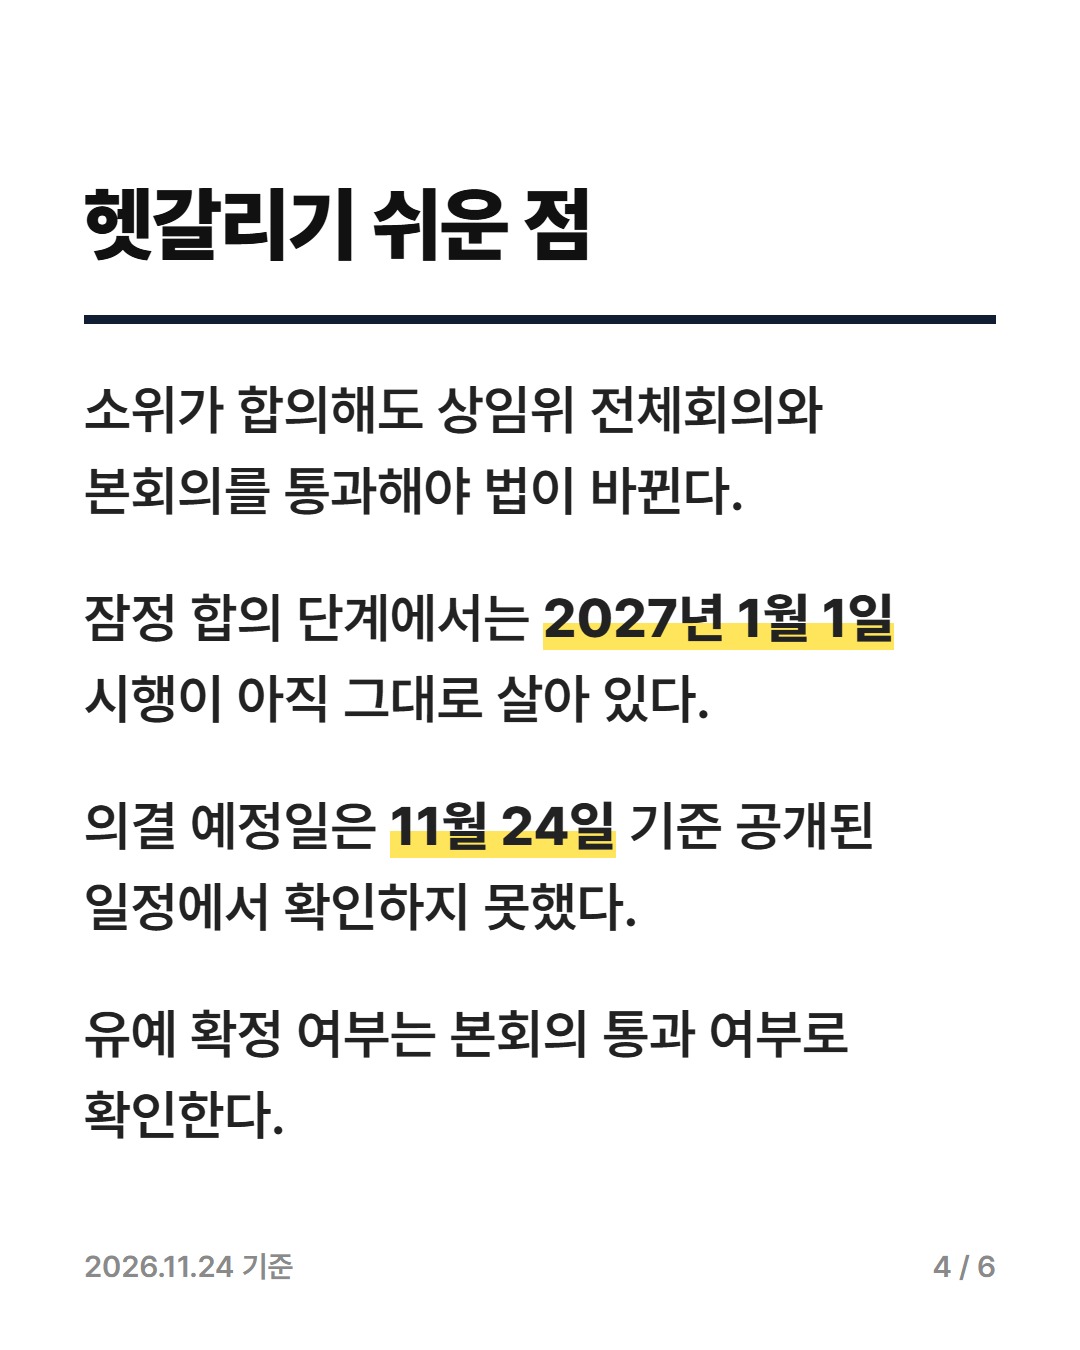 헷갈리기 쉬운 점
소위가 합의해도 상임위 전체회의와
본회의를 통과해야 법이 바뀐다.
잠정 합의 단계에서는 2027년 1월 1일
시행이 아직 그대로 살아 있다.
의결 예정일은 11월 24일 기준 공개된
일정에서 확인하지 못했다.
유예 확정 여부는 본회의 통과 여부로
확인한다.
2026.11.24 기준
4 / 6